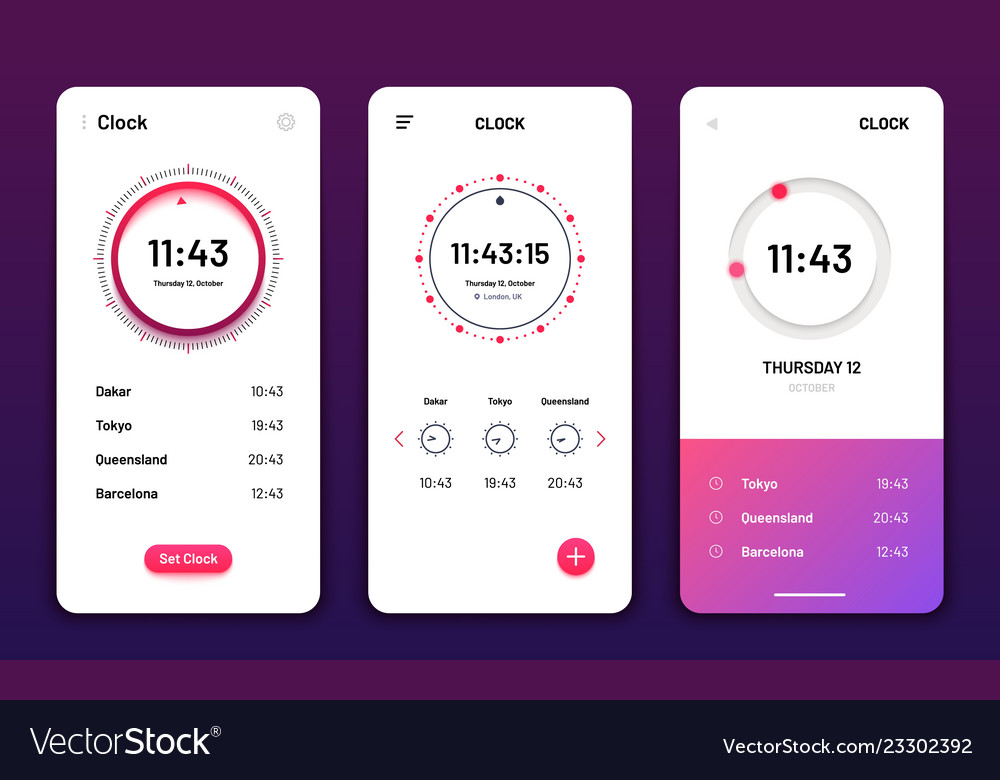 Clock
11:43
Thursday 12, October
Dakar 10:43
Tokyo 19:43
Queensland 20:43
Barcelona 12:43
Set Clock
CLOCK
11:43:15
Thursday 12, October
London, UK
Dakar Tokyo Queensland
10:43 19:43 20:43
CLOCK
11:43
THURSDAY 12
OCTOBER
Tokyo 19:43
Queensland 20:43
Barcelona 12:43
VectorStock®
VectorStock.com/23302392